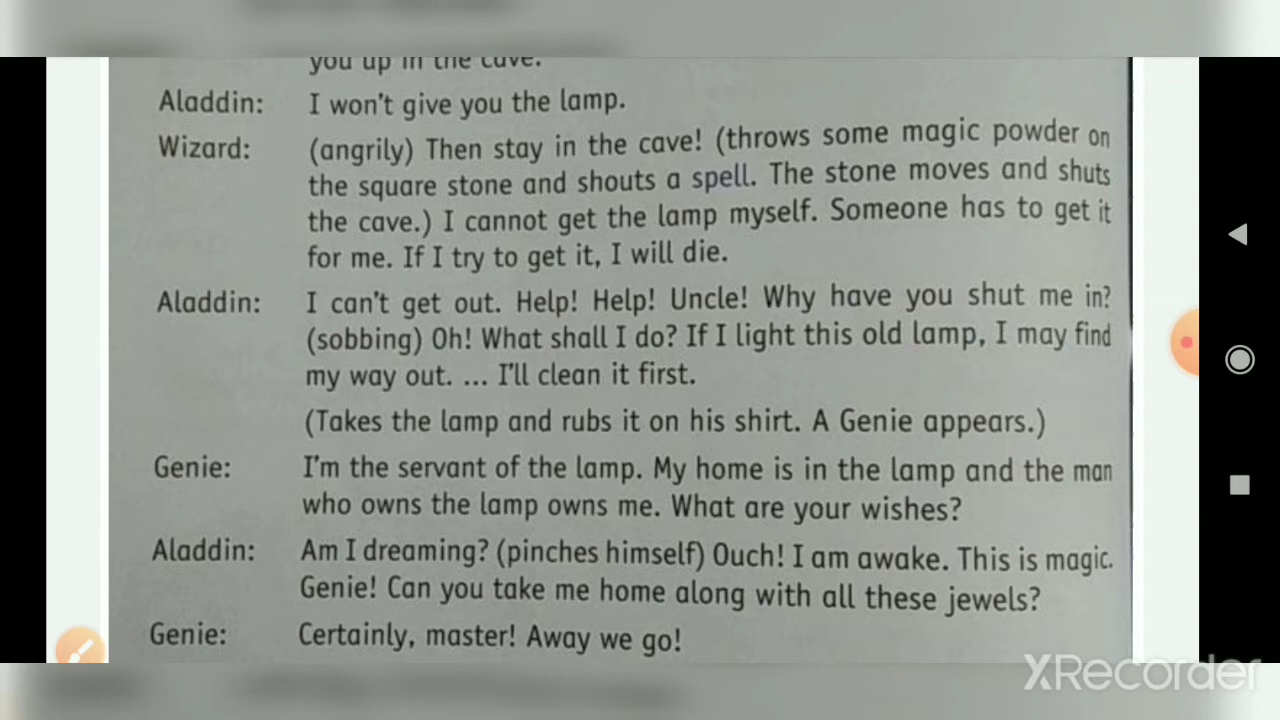 you up in the cave.
Aladdin: I won't give you the lamp.
Wizard: (angrily) Then stay in the cave! (throws some magic powder on
the square stone and shouts a spell. The stone moves and shuts
the cave.) I cannot get the lamp myself. Someone has to get it
for me. If I try to get it, I will die.
Aladdin: I can't get out. Help! Help! Uncle! Why have you shut me in?
(sobbing) Oh! What shall I do? If I light this old lamp, I may find
my way out. ... I'll clean it first.
(Takes the lamp and rubs it on his shirt. A Genie appears.)
Genie: I'm the servant of the lamp. My home is in the lamp and the man
who owns the lamp owns me. What are your wishes?
Aladdin: Am I dreaming? (pinches himself) Ouch! I am awake. This is magic.
Genie! Can you take me home along with all these jewels?
Genie: Certainly, master! Away we go!
XRecorder